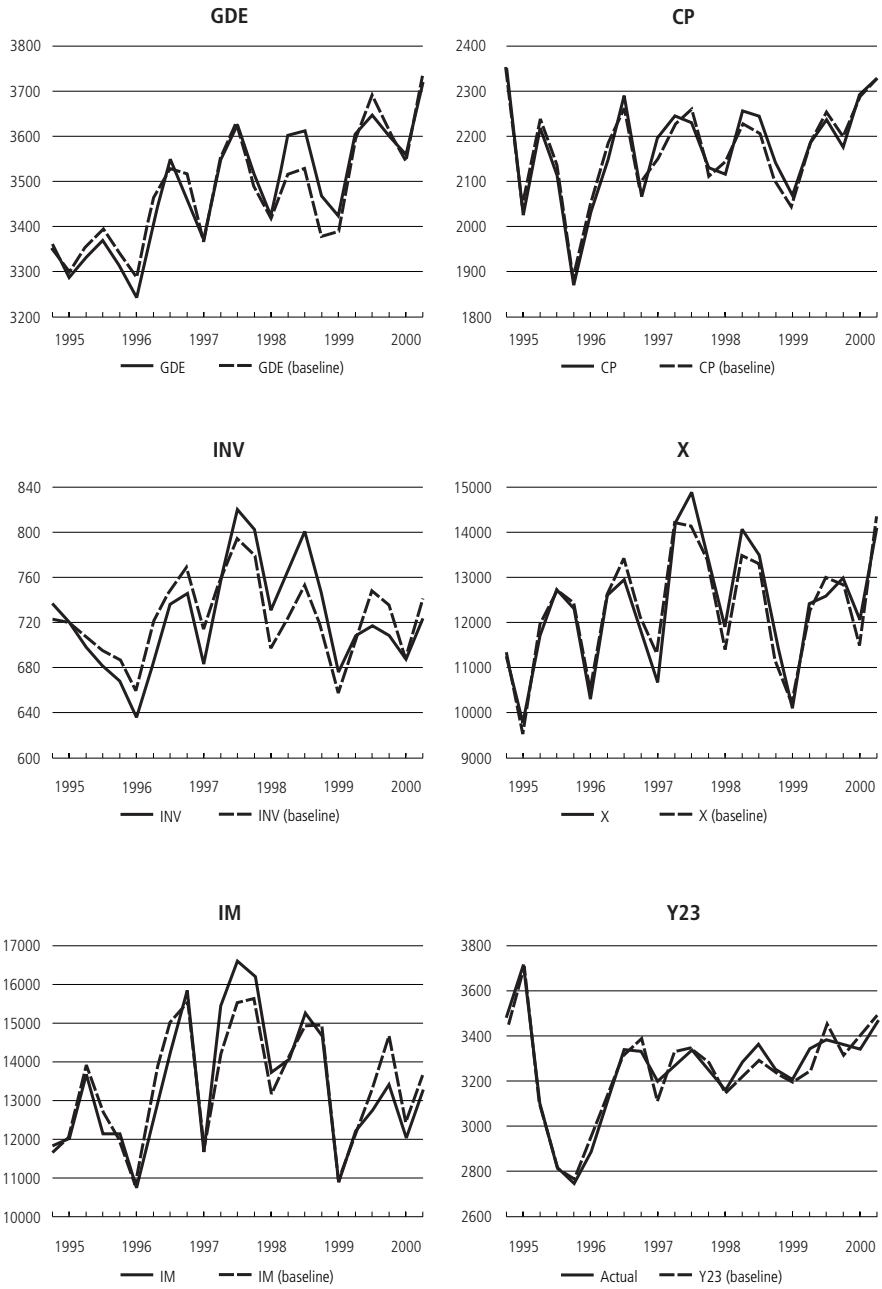 GDE
3800
3700
3600
3500
3400
3300
3200
1995 1996 1997 1998 1999 2000
GDE GDE (baseline)
CP
2400
2300
2200
2100
2000
1900
1800
1995 1996 1997 1998 1999 2000
CP CP (baseline)
INV
840
800
760
720
680
640
600
1995 1996 1997 1998 1999 2000
INV INV (baseline)
X
15000
14000
13000
12000
11000
10000
9000
1995 1996 1997 1998 1999 2000
X X (baseline)
IM
17000
16000
15000
14000
13000
12000
11000
10000
1995 1996 1997 1998 1999 2000
IM IM (baseline)
Y23
3800
3600
3400
3200
3000
2800
2600
1995 1996 1997 1998 1999 2000
Actual Y23 (baseline)